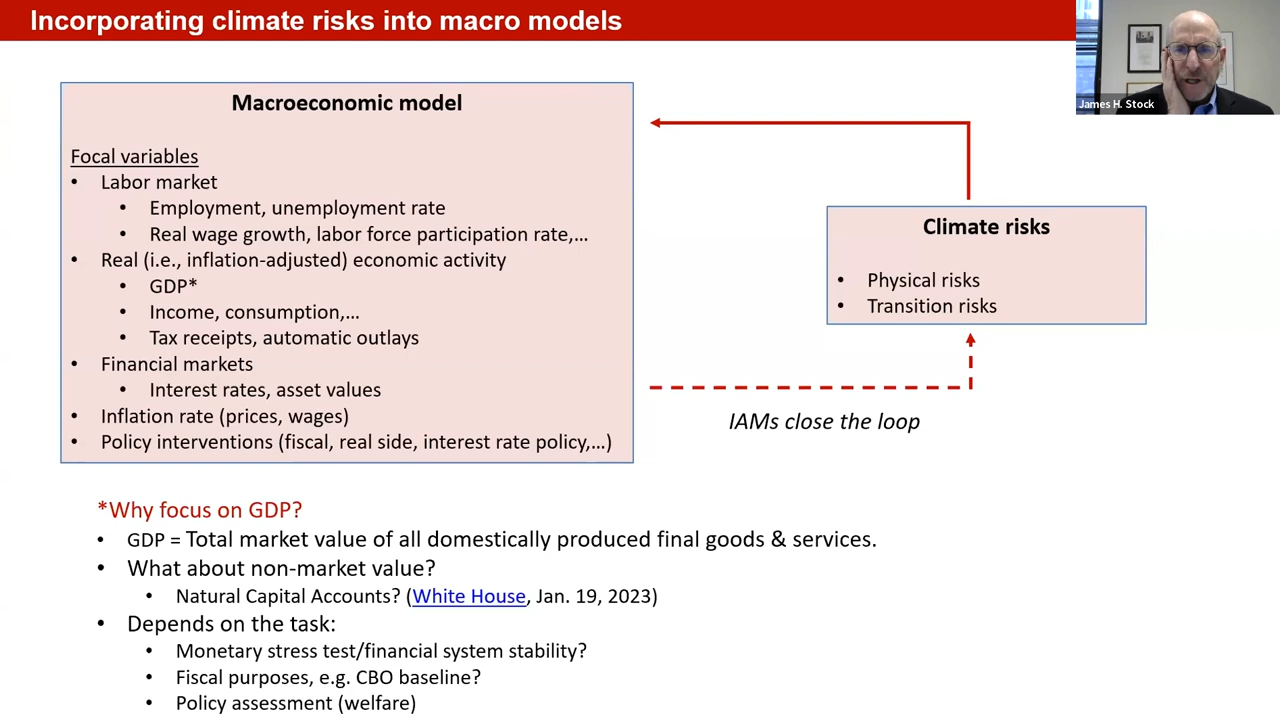 Incorporating climate risks into macro models
James H. Stock
Macroeconomic model
Focal variables
• Labor market
• Employment, unemployment rate
• Real wage growth, labor force participation rate,...
• Real (i.e., inflation-adjusted) economic activity
• GDP*
• Income, consumption,...
• Tax receipts, automatic outlays
• Financial markets
• Interest rates, asset values
• Inflation rate (prices, wages)
• Policy interventions (fiscal, real side, interest rate policy,...)
Climate risks
• Physical risks
• Transition risks
IAMs close the loop
*Why focus on GDP?
• GDP = Total market value of all domestically produced final goods & services.
• What about non-market value?
• Natural Capital Accounts? (White House, Jan. 19, 2023)
• Depends on the task:
• Monetary stress test/financial system stability?
• Fiscal purposes, e.g. CBO baseline?
• Policy assessment (welfare)